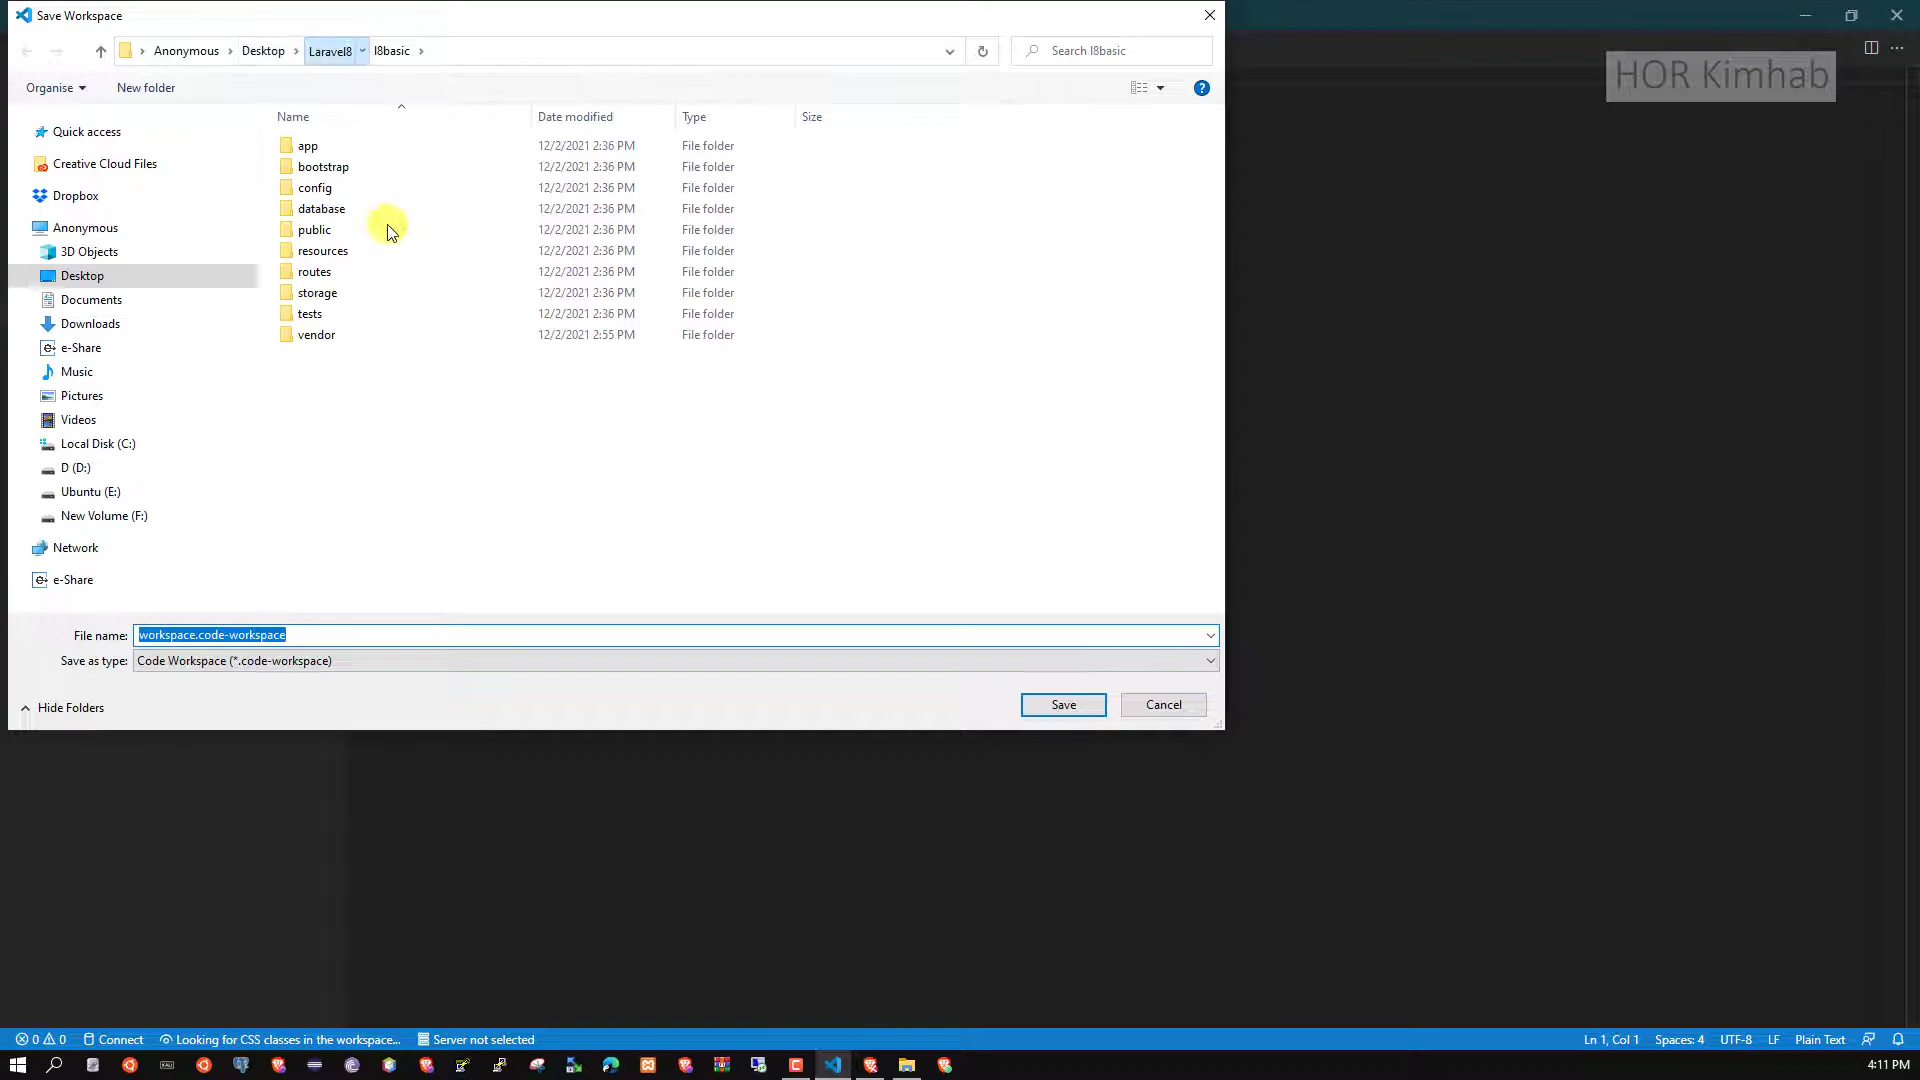 Save Workspace
Anonymous Desktop Laravel8 l8basic
Search l8basic
HOR Kimhab
Organise New folder
Name Date modified Type Size
Quick access
Creative Cloud Files
Dropbox
Anonymous
3D Objects
Desktop
Documents
Downloads
e-Share
Music
Pictures
Videos
Local Disk (C:)
D (D:)
Ubuntu (E:)
New Volume (F:)
Network
e-Share
app 12/2/2021 2:36 PM File folder
bootstrap 12/2/2021 2:36 PM File folder
config 12/2/2021 2:36 PM File folder
database 12/2/2021 2:36 PM File folder
public 12/2/2021 2:36 PM File folder
resources 12/2/2021 2:36 PM File folder
routes 12/2/2021 2:36 PM File folder
storage 12/2/2021 2:36 PM File folder
tests 12/2/2021 2:36 PM File folder
vendor 12/2/2021 2:55 PM File folder
File name: workspace.code-workspace
Save as type: Code Workspace (*.code-workspace)
Hide Folders
Save Cancel
0 0 Connect Looking for CSS classes in the workspace... Server not selected Ln 1, Col 1 Spaces: 4 UTF-8 LF Plain Text
4:11 PM